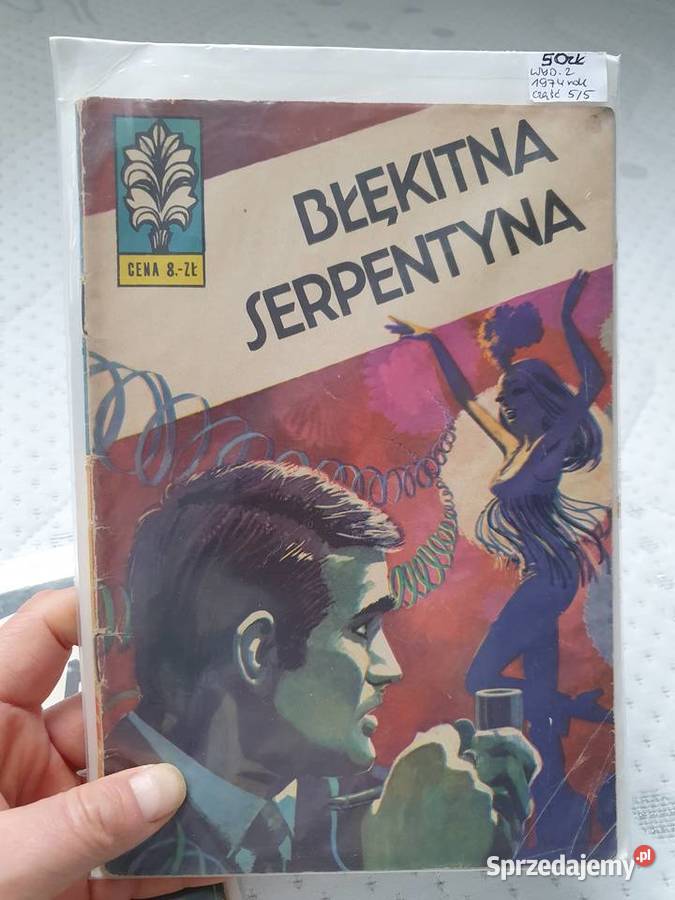 50zł
WYD. 2
1974 rok
część 5/5
BŁĘKITNA
SERPENTYNA
CENA 8.-ZŁ
Sprzedajemy.pl